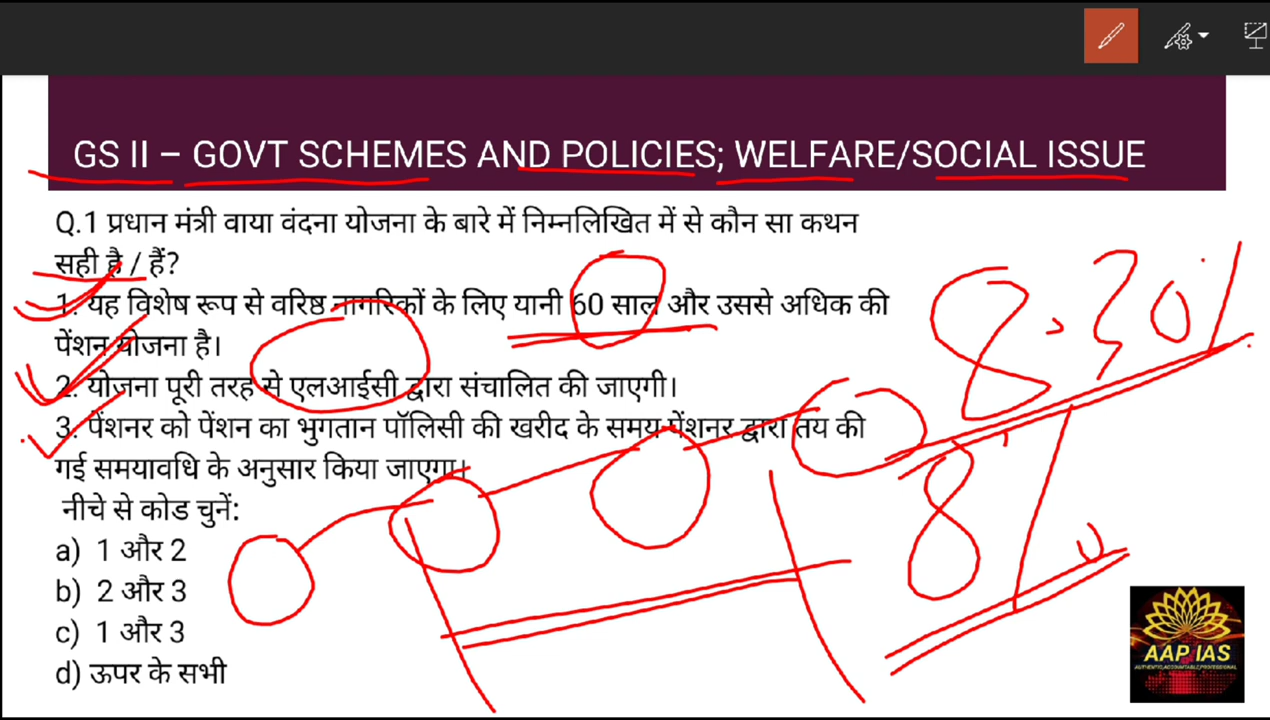 GS II – GOVT SCHEMES AND POLICIES; WELFARE/SOCIAL ISSUE
Q.1 प्रधान मंत्री वाया वंदना योजना के बारे में निम्नलिखित में से कौन सा कथन
सही है / हैं?
1. यह विशेष रूप से वरिष्ठ नागरिकों के लिए यानी 60 साल और उससे अधिक की
पेंशन योजना है।
2. योजना पूरी तरह से एलआईसी द्वारा संचालित की जाएगी।
3. पेंशनर को पेंशन का भुगतान पॉलिसी की खरीद के समय पेंशनर द्वारा तय की
गई समयावधि के अनुसार किया जाएगा।
नीचे से कोड चुनें:
a) 1 और 2
b) 2 और 3
c) 1 और 3
d) ऊपर के सभी
8.30%
8%
AAP IAS
AUTHENTIC,ACCOUNTABLE,PROFESSIONAL